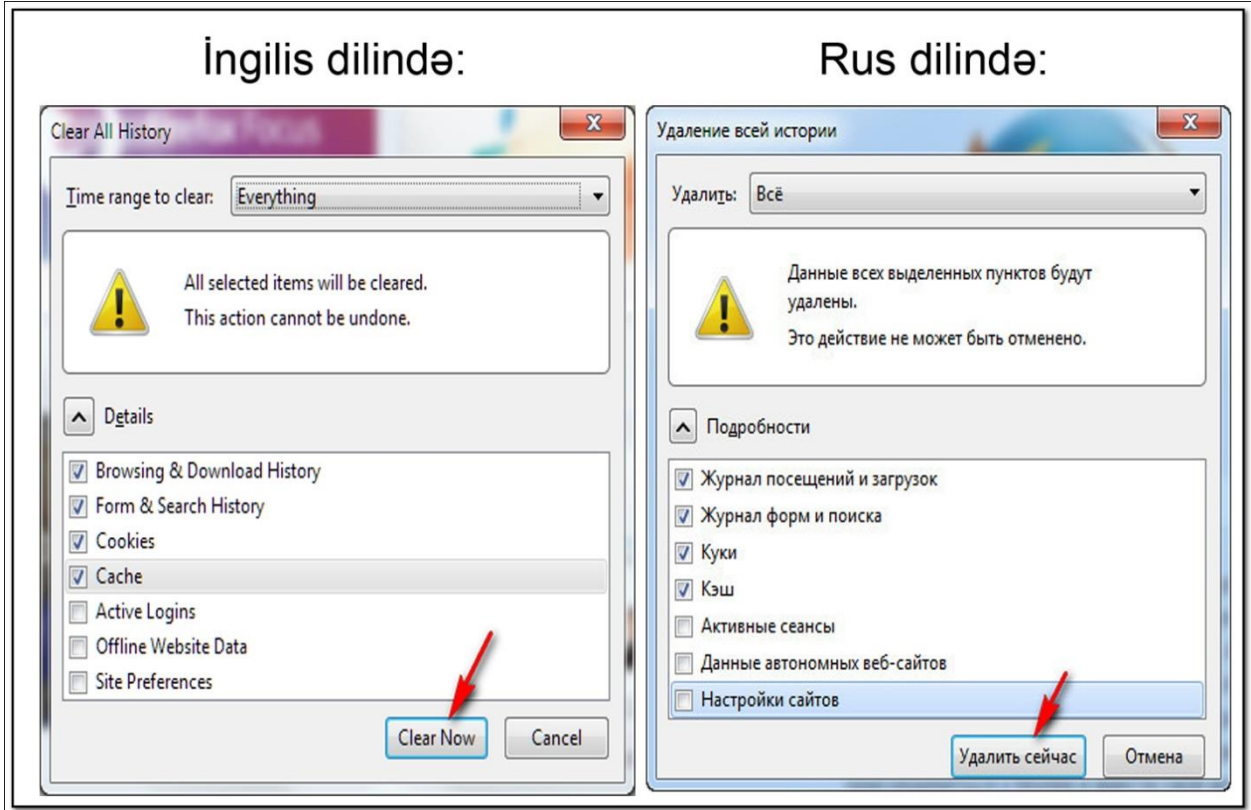 İngilis dilində:
Clear All History
Time range to clear: Everything
All selected items will be cleared.
This action cannot be undone.
Details
Browsing & Download History
Form & Search History
Cookies
Cache
Active Logins
Offline Website Data
Site Preferences
Clear Now Cancel
Rus dilində:
Удаление всей истории
Удалить: Всё
Данные всех выделенных пунктов будут
удалены.
Это действие не может быть отменено.
Подробности
Журнал посещений и загрузок
Журнал форм и поиска
Куки
Кэш
Активные сеансы
Данные автономных веб-сайтов
Настройки сайтов
Удалить сейчас Отмена